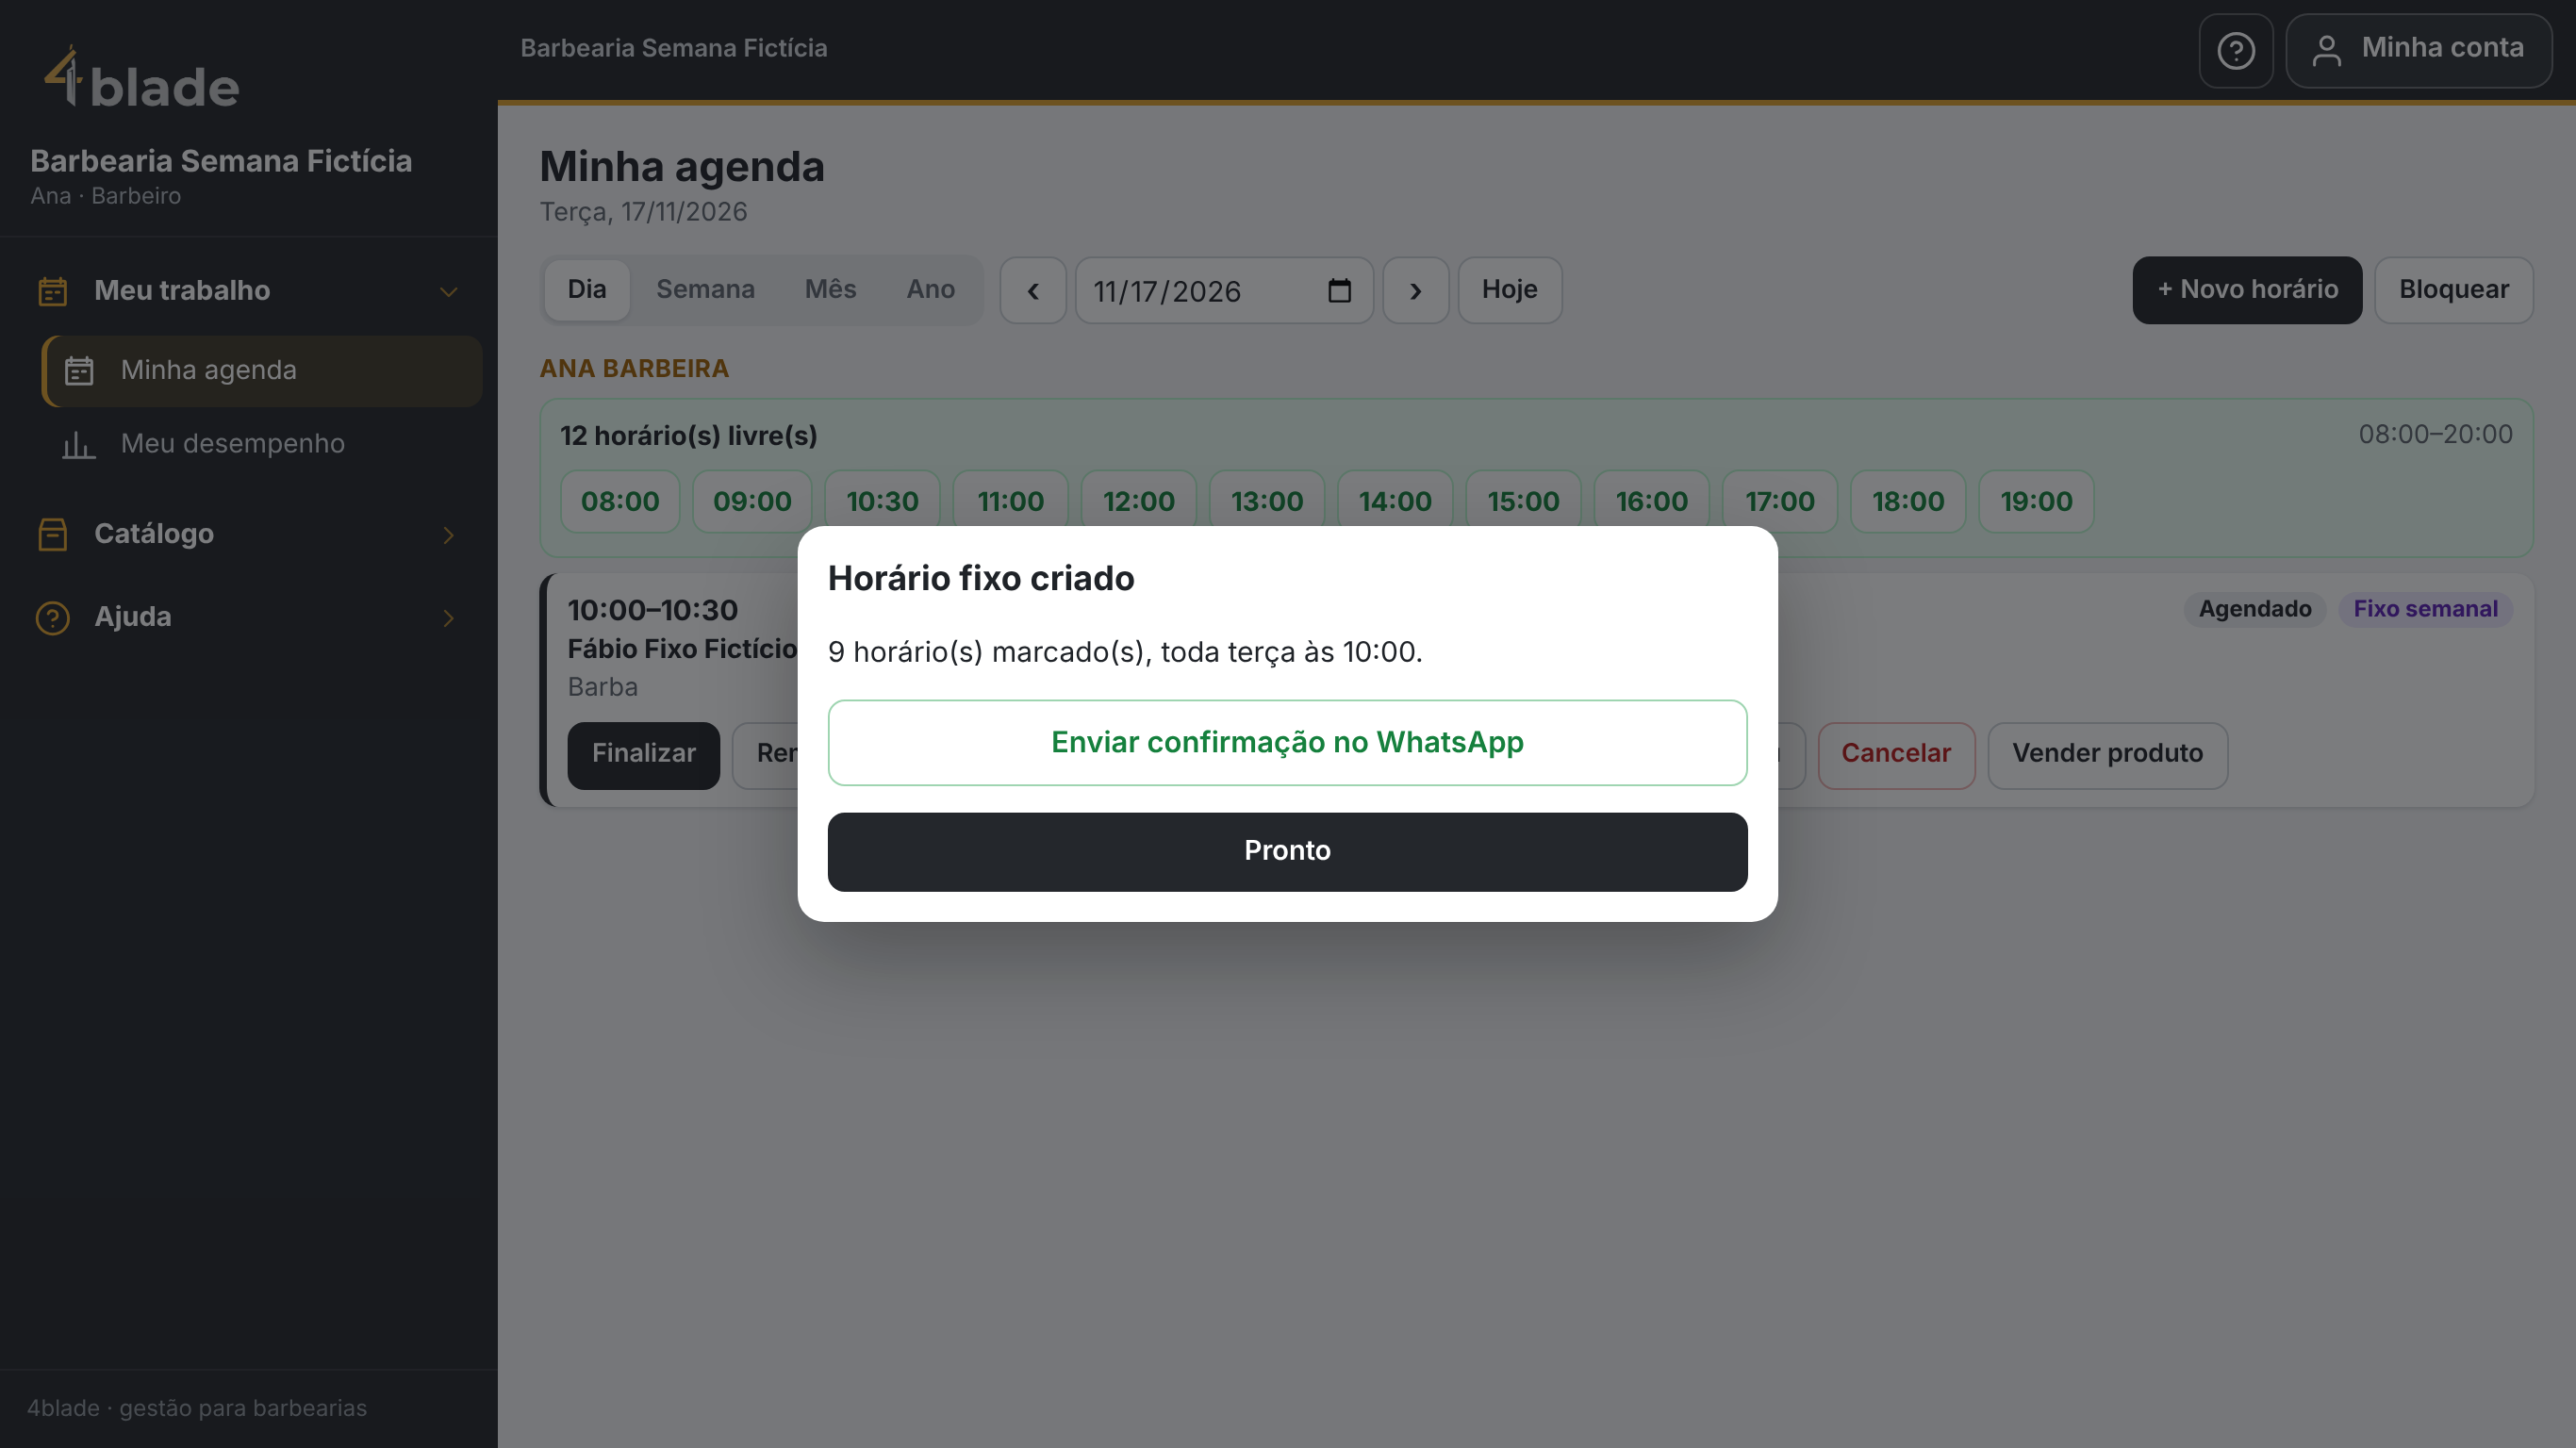 4blade
Barbearia Semana Fictícia
Ana · Barbeiro
Meu trabalho
Minha agenda
Meu desempenho
Catálogo
Ajuda
4blade · gestão para barbearias
Barbearia Semana Fictícia
Minha conta
Minha agenda
Terça, 17/11/2026
Dia Semana Mês Ano
11/17/2026
Hoje
+ Novo horário
Bloquear
ANA BARBEIRA
12 horário(s) livre(s)
08:00–20:00
08:00 09:00 10:30 11:00 12:00 13:00 14:00 15:00 16:00 17:00 18:00 19:00
10:00–10:30
Agendado
Fixo semanal
Fábio Fixo Fictício
Barba
Finalizar
Cancelar
Vender produto
Horário fixo criado
9 horário(s) marcado(s), toda terça às 10:00.
Enviar confirmação no WhatsApp
Pronto